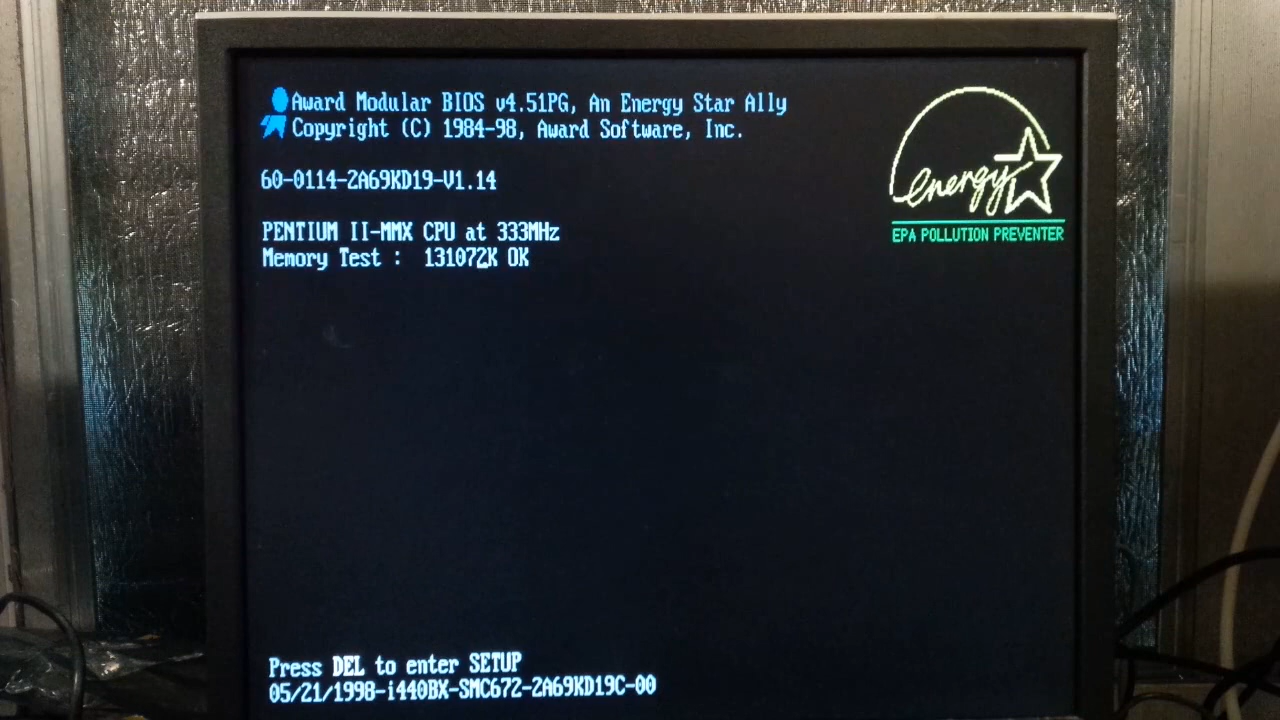 Award Modular BIOS v4.51PG, An Energy Star Ally
Copyright (C) 1984-98, Award Software, Inc.
energy
EPA POLLUTION PREVENTER
60-0114-2A69KD19-V1.14
PENTIUM II-MMX CPU at 333MHz
Memory Test : 131072K OK
Press DEL to enter SETUP
05/21/1998-i440BX-SMC672-2A69KD19C-00